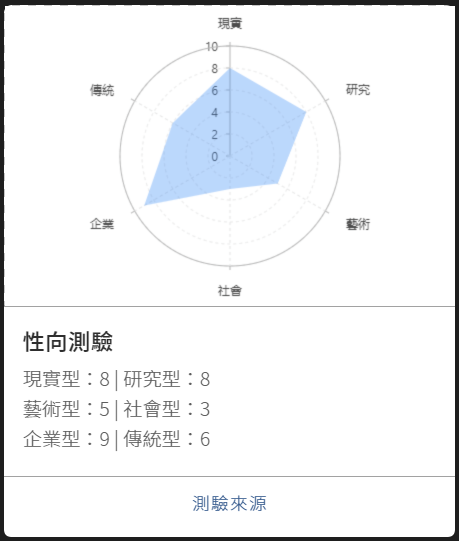 現實
10
傳統
8
研究
6
4
2
0
企業
藝術
社會
性向測驗
現實型：8 | 研究型：8
藝術型：5 | 社會型：3
企業型：9 | 傳統型：6
測驗來源